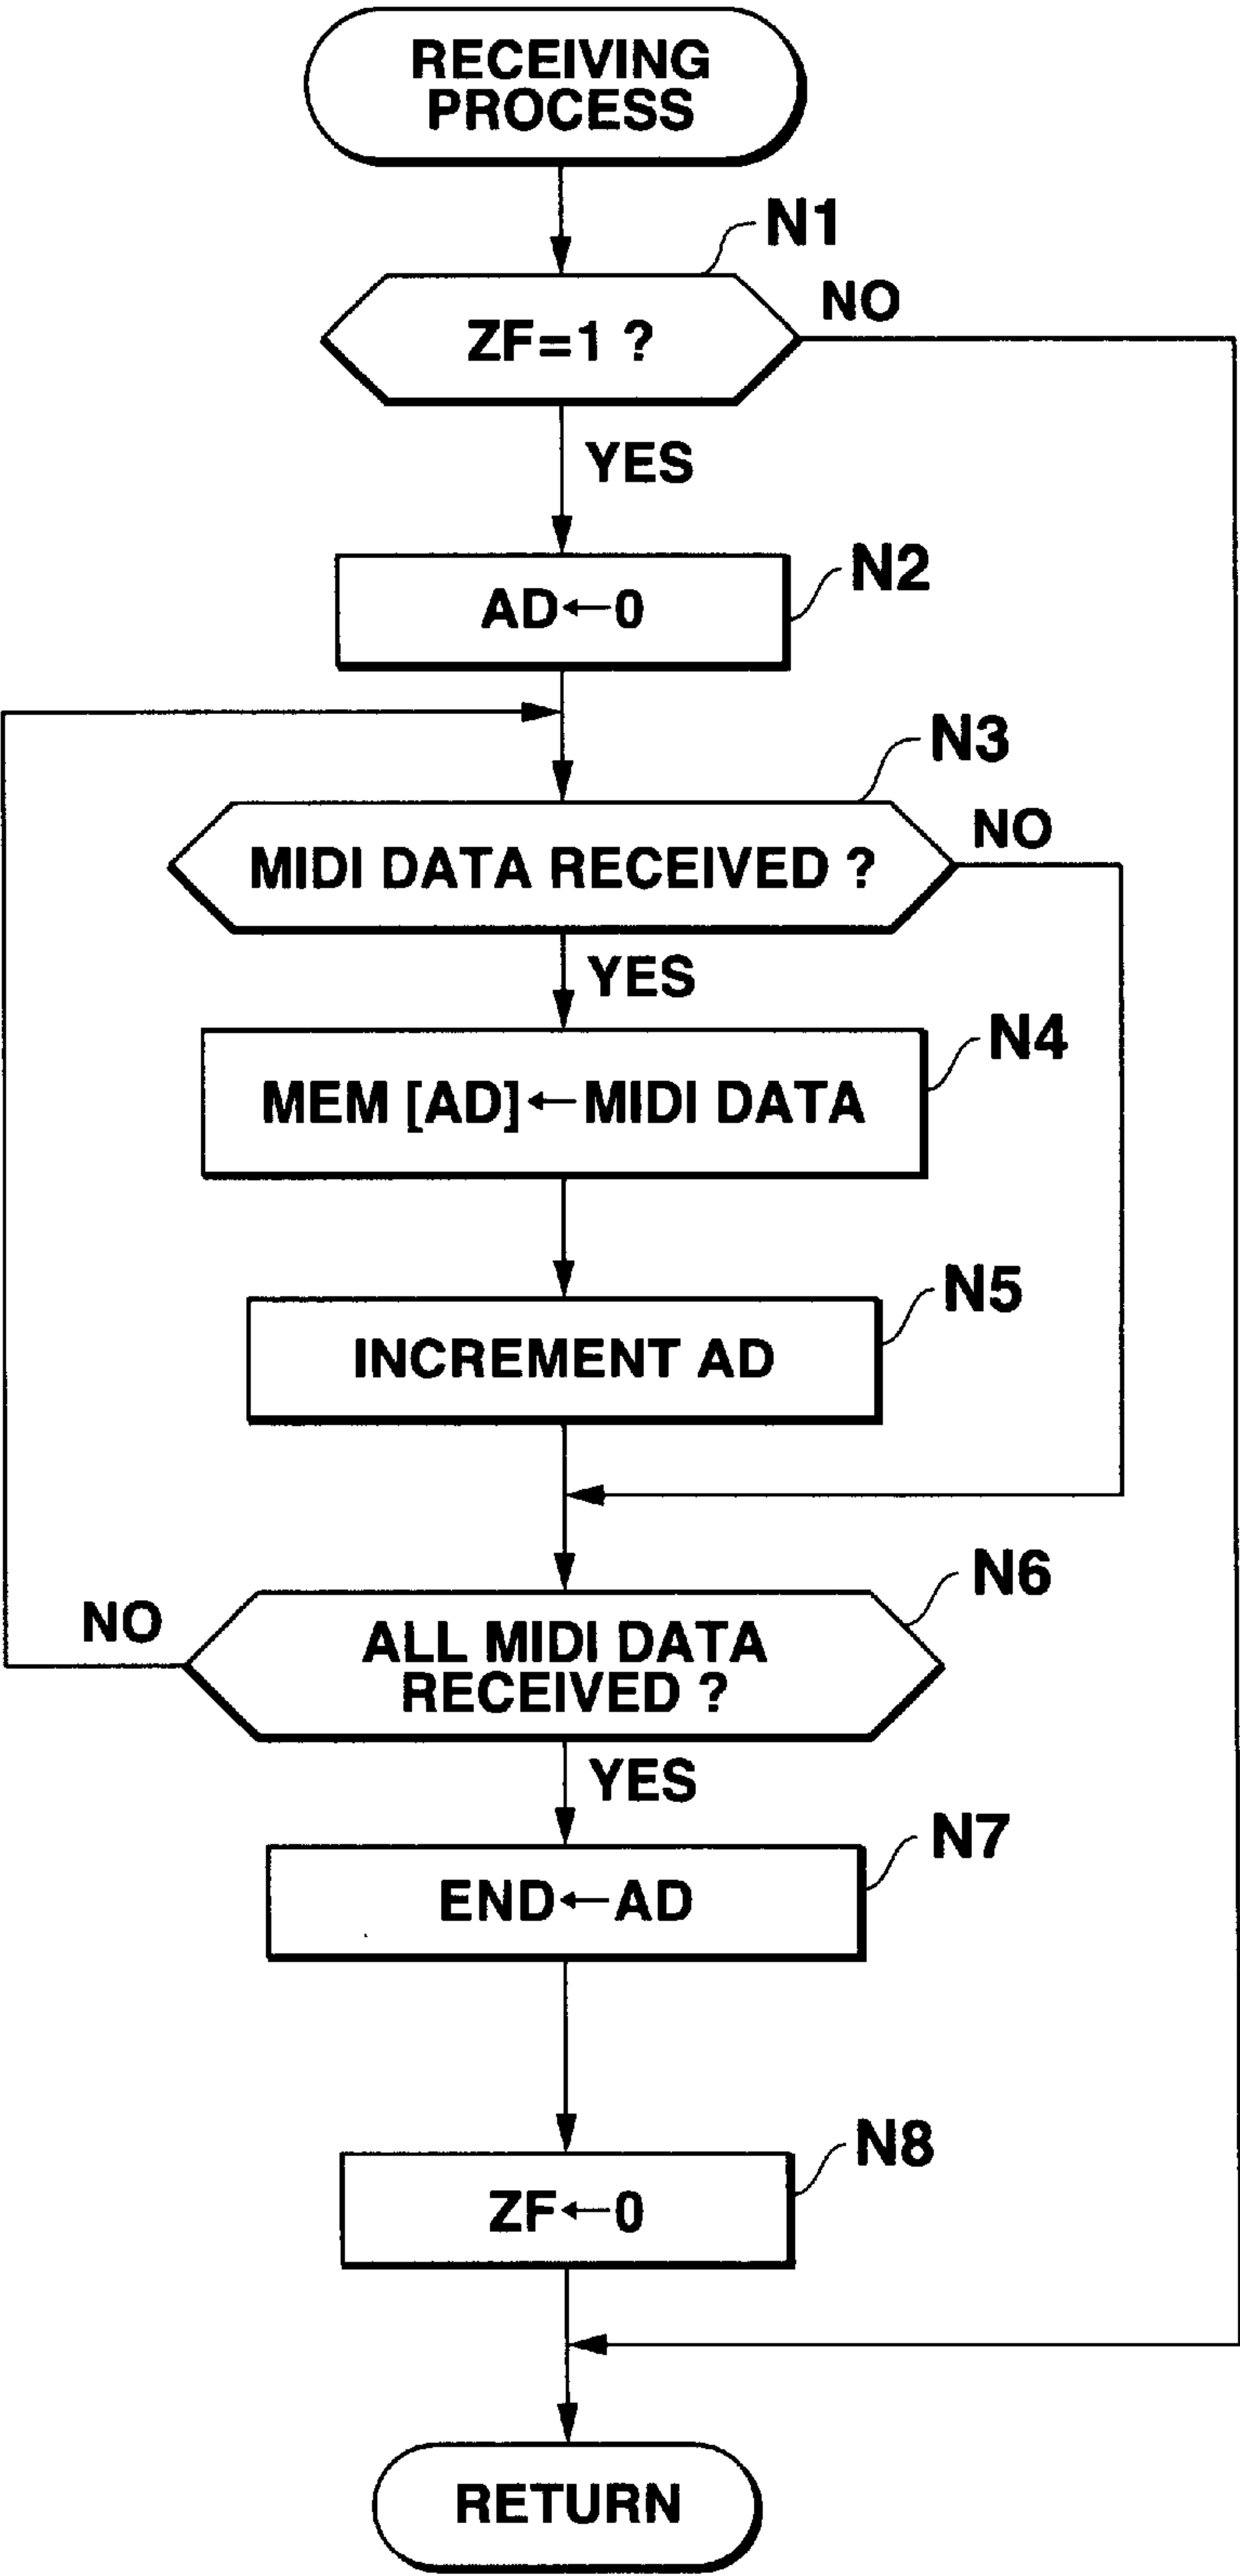 RECEIVING
PROCESS
N1
ZF=1 ?
NO
YES
N2
AD←0
N3
MIDI DATA RECEIVED ?
NO
YES
N4
MEM [AD]←MIDI DATA
N5
INCREMENT AD
N6
NO
ALL MIDI DATA
RECEIVED ?
YES
N7
END←AD
N8
ZF←0
RETURN